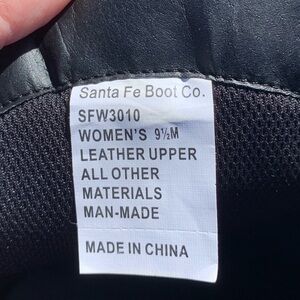 Santa Fe Boot Co.
SFW3010
WOMEN'S 9½M
LEATHER UPPER
ALL OTHER
MATERIALS
MAN-MADE
MADE IN CHINA